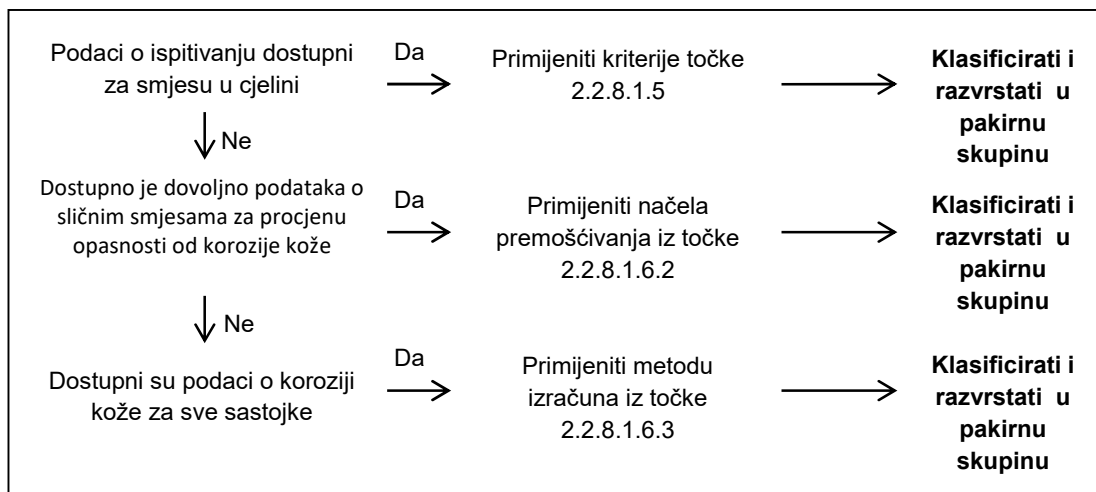 Podaci o ispitivanju dostupni
za smjesu u cjelini
Da
Primijeniti kriterije točke
2.2.8.1.5
Klasificirati i
razvrstati u
pakirnu
skupinu
Ne
Dostupno je dovoljno podataka o
sličnim smjesama za procjenu
opasnosti od korozije kože
Da
Primijeniti načela
premošćivanja iz točke
2.2.8.1.6.2
Klasificirati i
razvrstati u
pakirnu
skupinu
Ne
Dostupni su podaci o koroziji
kože za sve sastojke
Da
Primijeniti metodu
izračuna iz točke
2.2.8.1.6.3
Klasificirati i
razvrstati u
pakirnu
skupinu